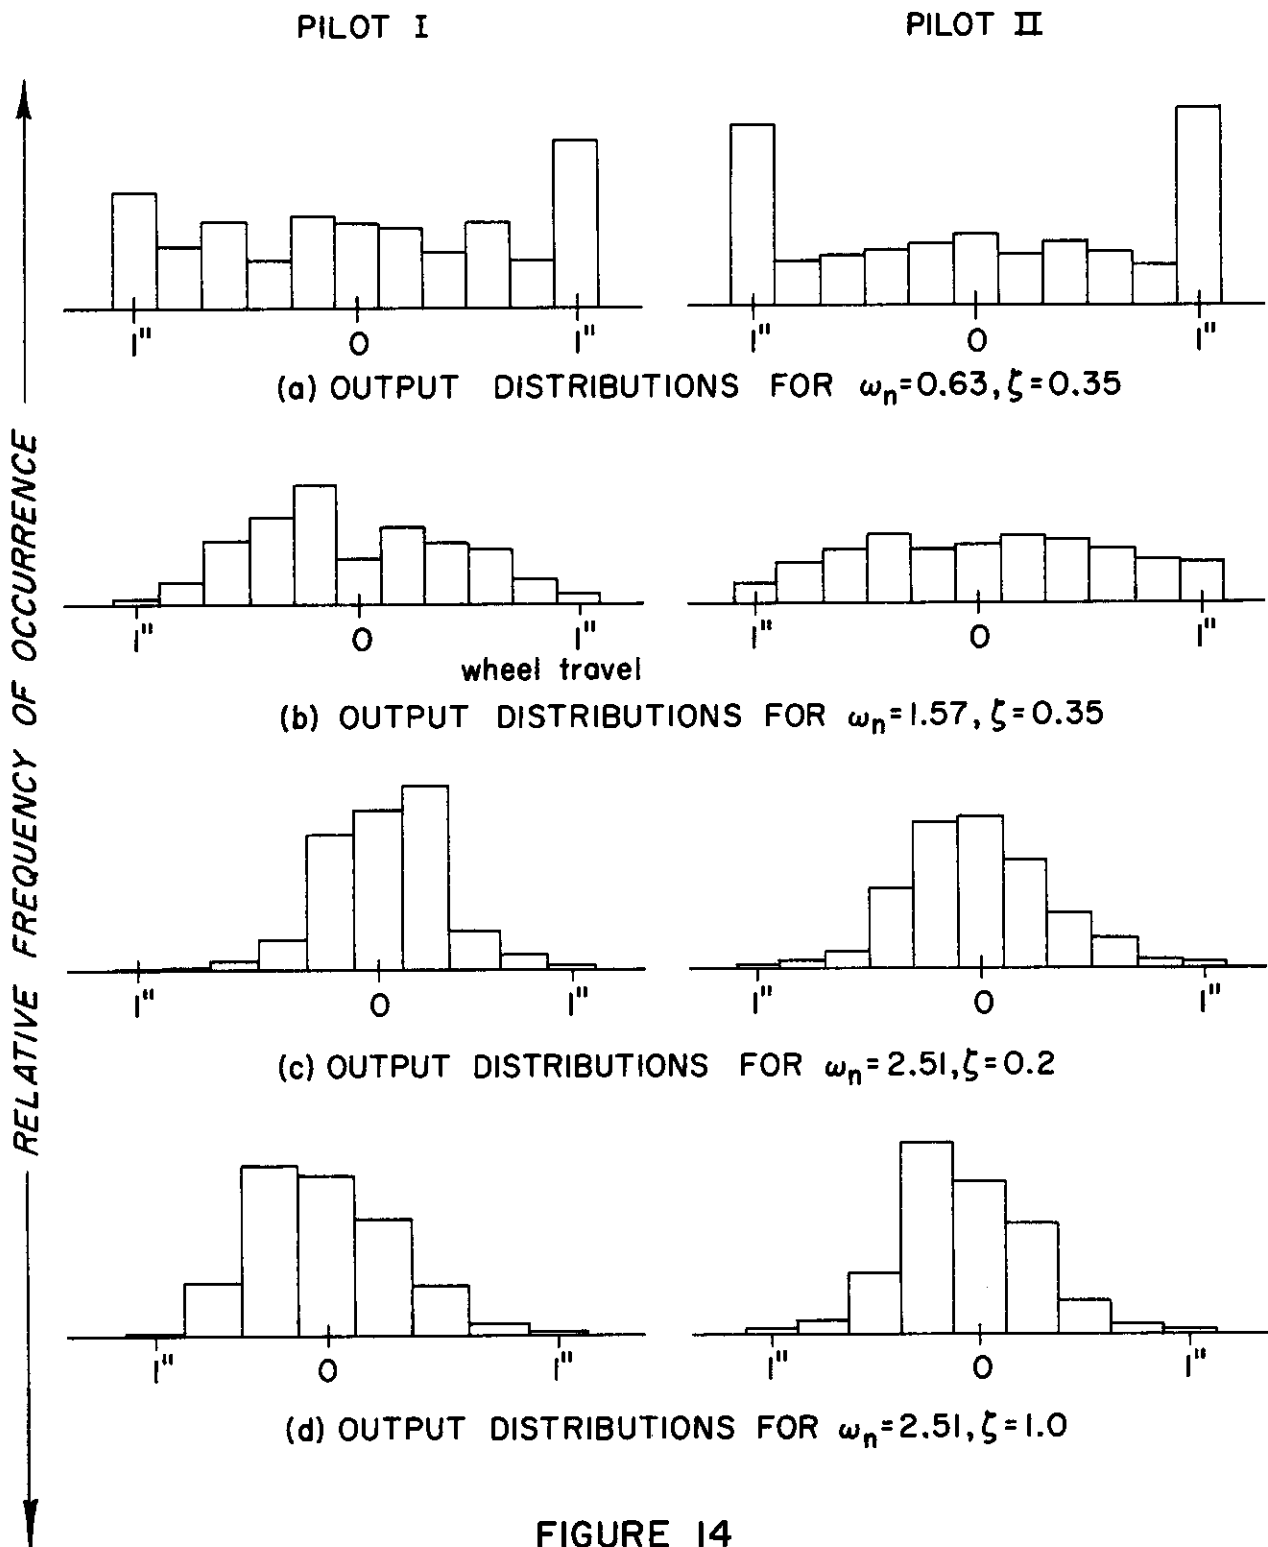 PILOT I
PILOT II
RELATIVE FREQUENCY OF OCCURRENCE
1" 0 1"
1" 0 1"
(a) OUTPUT DISTRIBUTIONS FOR ωn=0.63, ζ=0.35
1" 0 1"
wheel travel
1" 0 1"
(b) OUTPUT DISTRIBUTIONS FOR ωn=1.57, ζ=0.35
1" 0 1"
1" 0 1"
(c) OUTPUT DISTRIBUTIONS FOR ωn=2.51, ζ=0.2
1" 0 1"
1" 0 1"
(d) OUTPUT DISTRIBUTIONS FOR ωn=2.51, ζ=1.0
FIGURE 14